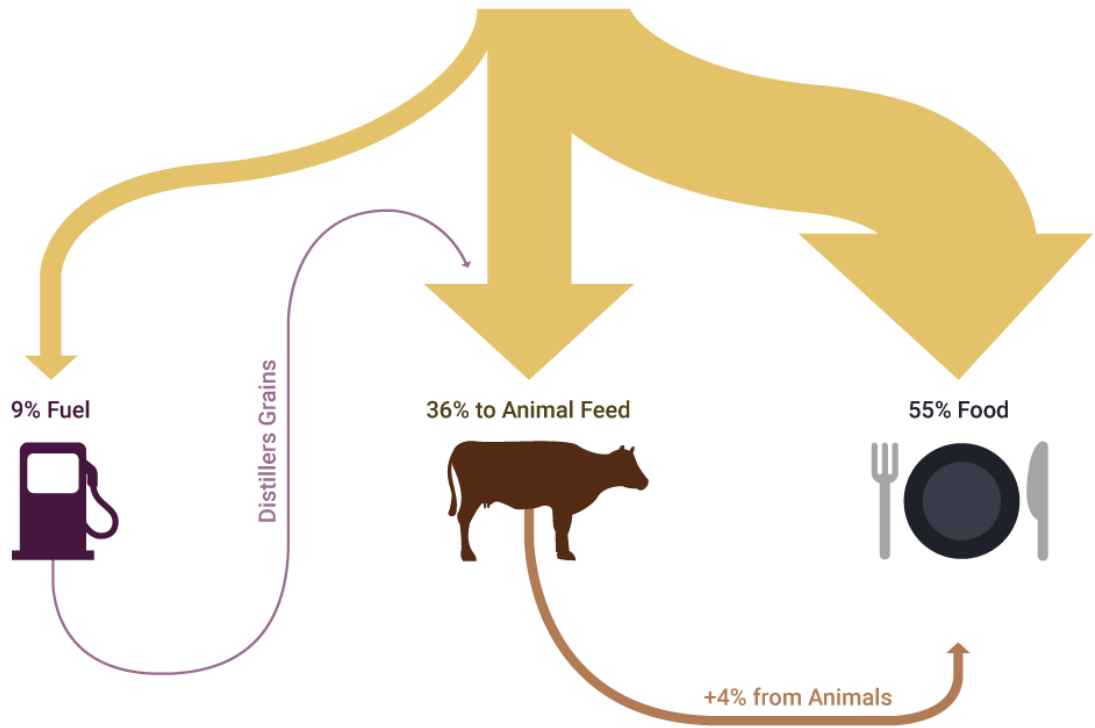 9% Fuel
Distillers Grains
36% to Animal Feed
55% Food
+4% from Animals